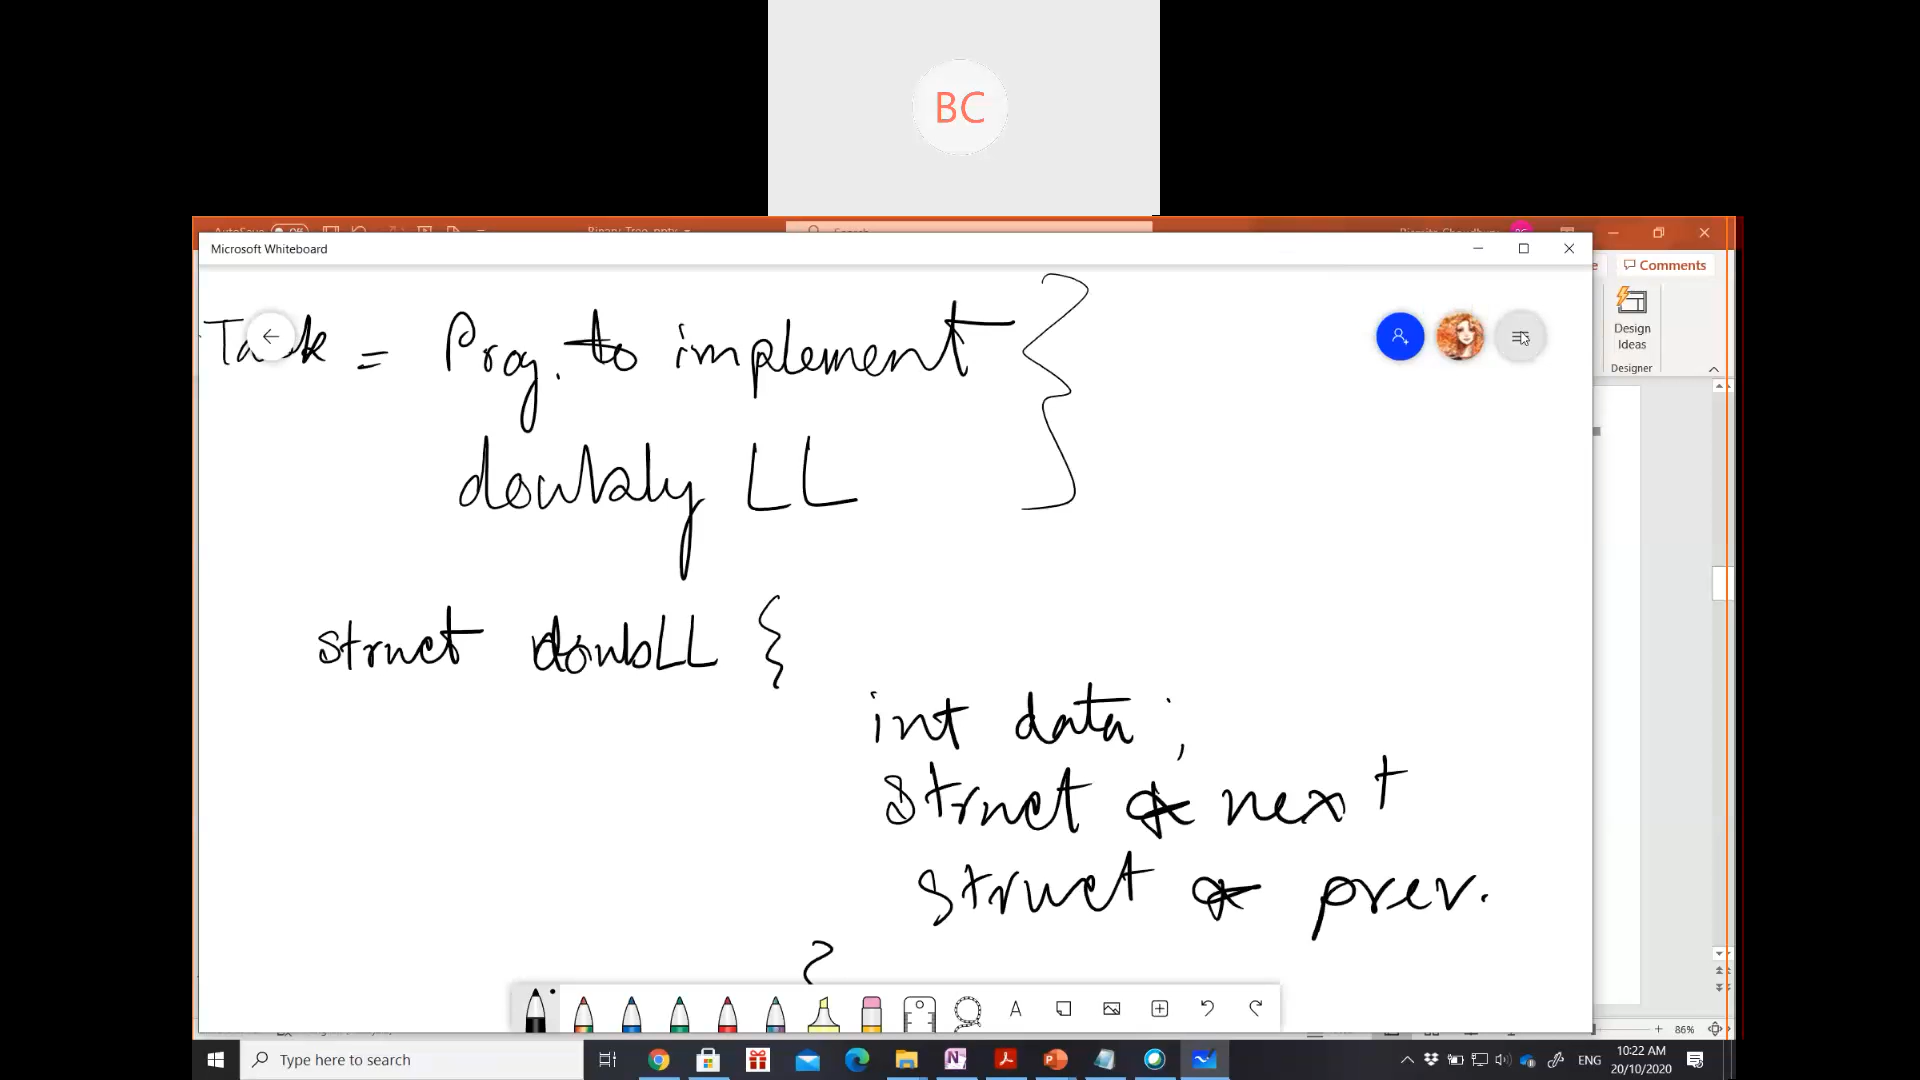 BC
Microsoft Whiteboard
Comments
Design
Ideas
Designer
Task = Prog. to implement
doubly LL
struct doubLL {
int data ;
struct * next
struct * prev.
}
A
86%
Type here to search
ENG
10:22 AM
20/10/2020